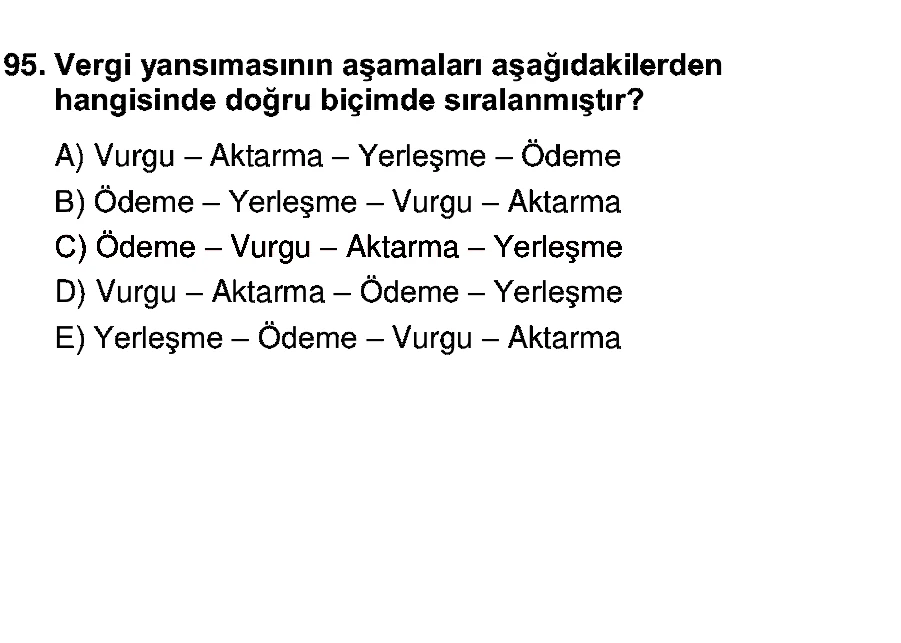 95. Vergi yansımasının aşamaları aşağıdakilerden
hangisinde doğru biçimde sıralanmıştır?
A) Vurgu – Aktarma – Yerleşme – Ödeme
B) Ödeme – Yerleşme – Vurgu – Aktarma
C) Ödeme – Vurgu – Aktarma – Yerleşme
D) Vurgu – Aktarma – Ödeme – Yerleşme
E) Yerleşme – Ödeme – Vurgu – Aktarma